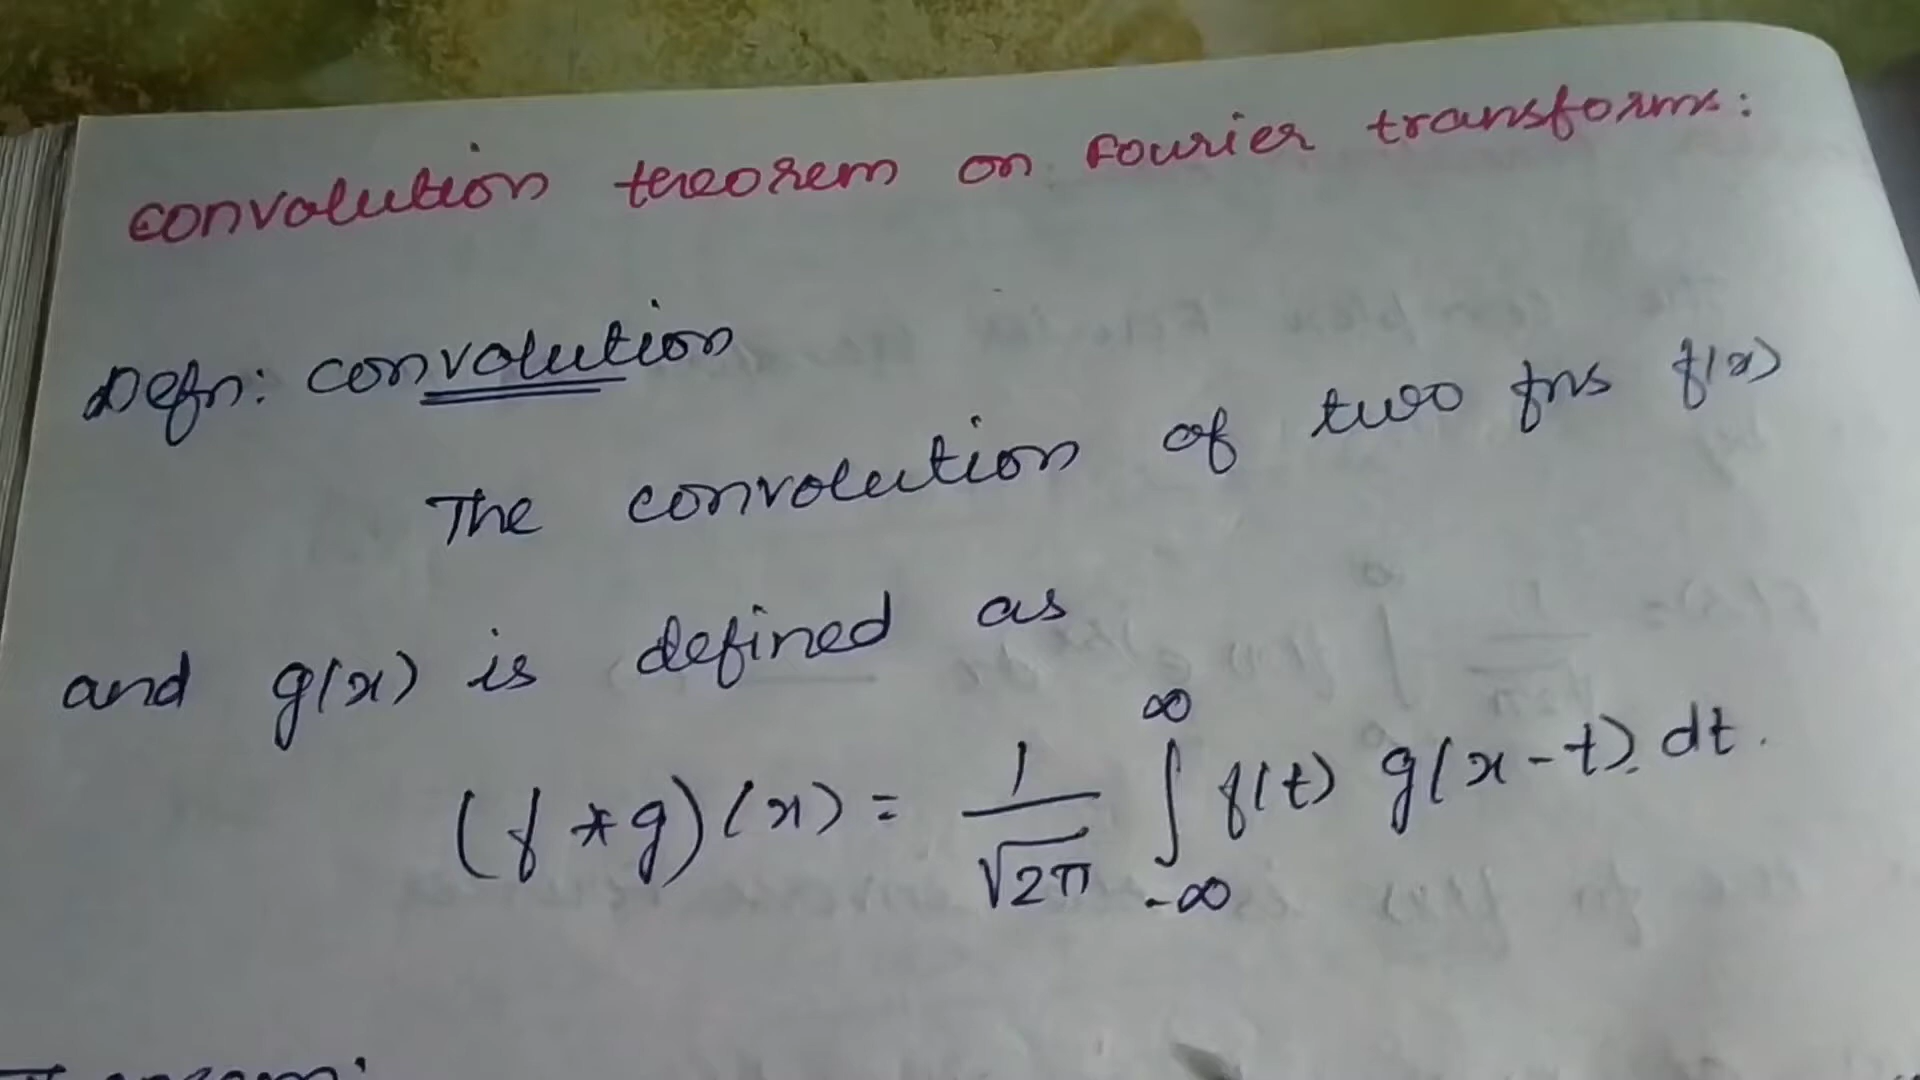 convolution theorem on Fourier transforms:
Defn: convolution
The convolution of two fns f(x)
and g(x) is defined as
(f * g)(x) = 1/√2π ∫_{-∞}^{∞} f(t) g(x-t) dt.